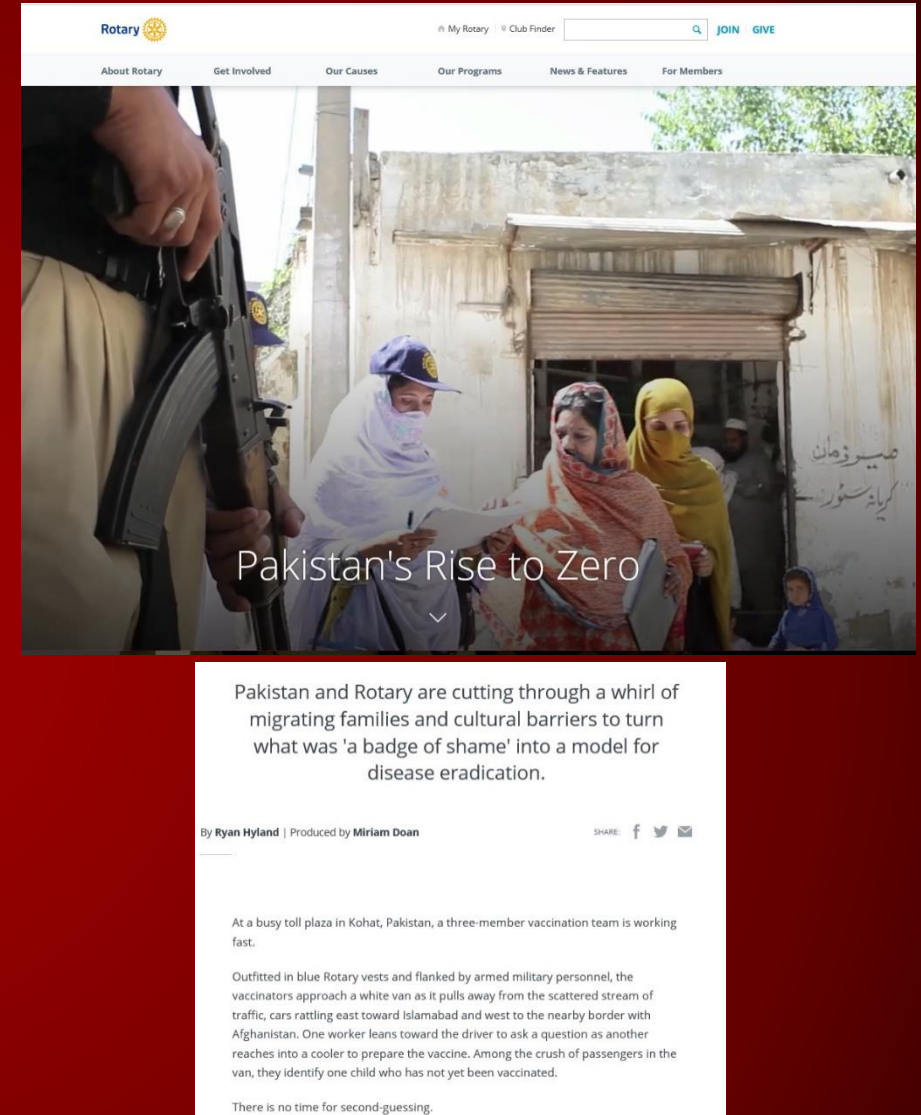 Rotary
My Rotary
Club Finder
JOIN
GIVE
About Rotary
Get Involved
Our Causes
Our Programs
News & Features
For Members
صبر زمان
کریانہ سٹور
Pakistan's Rise to Zero
Pakistan and Rotary are cutting through a whirl of
migrating families and cultural barriers to turn
what was 'a badge of shame' into a model for
disease eradication.
By Ryan Hyland | Produced by Miriam Doan
SHARE:
At a busy toll plaza in Kohat, Pakistan, a three-member vaccination team is working
fast.
Outfitted in blue Rotary vests and flanked by armed military personnel, the
vaccinators approach a white van as it pulls away from the scattered stream of
traffic, cars rattling east toward Islamabad and west to the nearby border with
Afghanistan. One worker leans toward the driver to ask a question as another
reaches into a cooler to prepare the vaccine. Among the crush of passengers in the
van, they identify one child who has not yet been vaccinated.
There is no time for second-guessing.